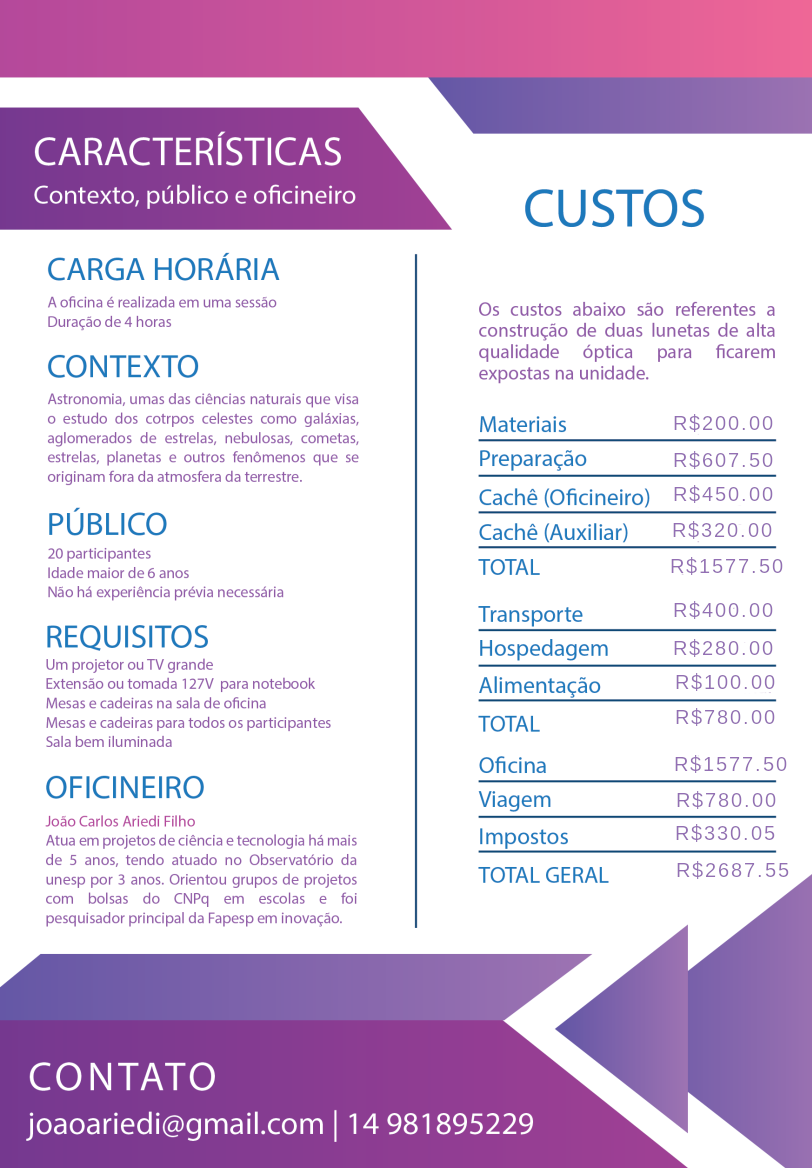 CARACTERÍSTICAS
Contexto, público e oficineiro
CARGA HORÁRIA
A oficina é realizada em uma sessão
Duração de 4 horas
CONTEXTO
Astronomia, umas das ciências naturais que visa
o estudo dos cotrpos celestes como galáxias,
aglomerados de estrelas, nebulosas, cometas,
estrelas, planetas e outros fenômenos que se
originam fora da atmosfera da terrestre.
PÚBLICO
20 participantes
Idade maior de 6 anos
Não há experiência prévia necessária
REQUISITOS
Um projetor ou TV grande
Extensão ou tomada 127V para notebook
Mesas e cadeiras na sala de oficina
Mesas e cadeiras para todos os participantes
Sala bem iluminada
OFICINEIRO
João Carlos Ariedi Filho
Atua em projetos de ciência e tecnologia há mais
de 5 anos, tendo atuado no Observatório da
unesp por 3 anos. Orientou grupos de projetos
com bolsas do CNPq em escolas e foi
pesquisador principal da Fapesp em inovação.
CUSTOS
Os custos abaixo são referentes a
construção de duas lunetas de alta
qualidade óptica para ficarem
expostas na unidade.
Materiais R$200.00
Preparação R$607.50
Cachê (Oficineiro) R$450.00
Cachê (Auxiliar) R$320.00
TOTAL R$1577.50
Transporte R$400.00
Hospedagem R$280.00
Alimentação R$100.00
TOTAL R$780.00
Oficina R$1577.50
Viagem R$780.00
Impostos R$330.05
TOTAL GERAL R$2687.55
CONTATO
joaoariedi@gmail.com | 14 981895229